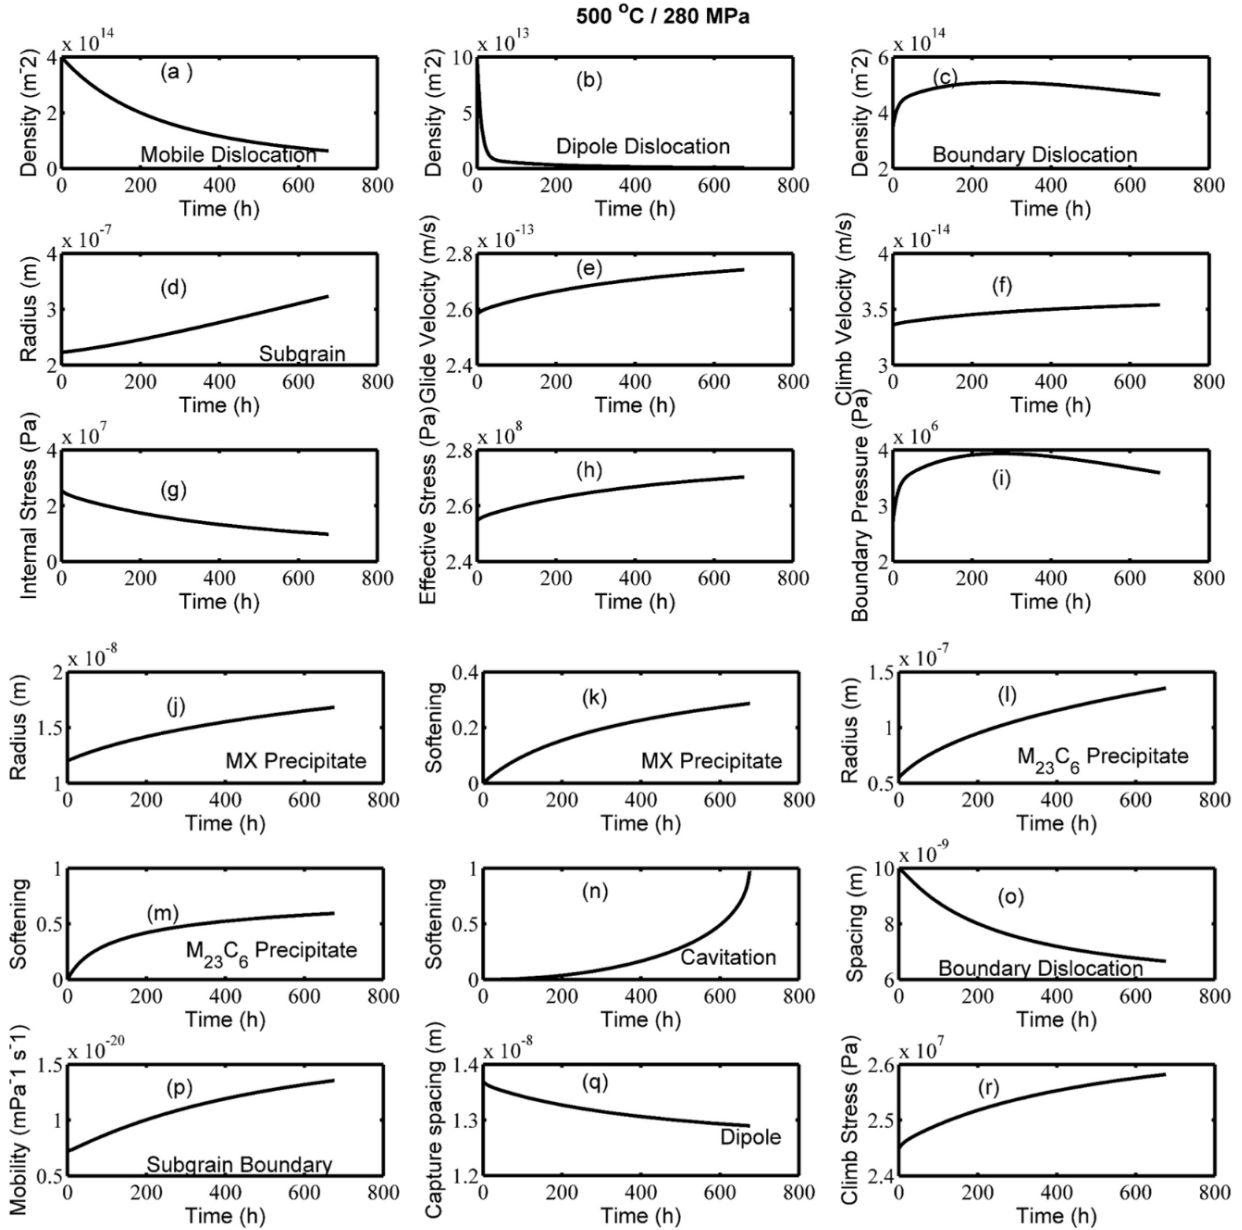 500 °C / 280 MPa
x 10^14
4
2
0
Density (m^-2)
(a )
Mobile Dislocation
0 200 400 600 800
Time (h)
x 10^13
10
5
0
Density (m^-2)
(b)
Dipole Dislocation
0 200 400 600 800
Time (h)
x 10^14
6
4
2
Density (m^-2)
(c)
Boundary Dislocation
0 200 400 600 800
Time (h)
x 10^-7
4
3
2
Radius (m)
(d)
Subgrain
0 200 400 600 800
Time (h)
x 10^-13
2.8
2.6
2.4
Glide Velocity (m/s)
(e)
0 200 400 600 800
Time (h)
x 10^-14
4
3.5
3
Climb Velocity (m/s)
(f)
0 200 400 600 800
Time (h)
x 10^7
4
2
0
Internal Stress (Pa)
(g)
0 200 400 600 800
Time (h)
x 10^8
2.8
2.6
2.4
Effective Stress (Pa)
(h)
0 200 400 600 800
Time (h)
x 10^6
4
3
2
Boundary Pressure (Pa)
(i)
0 200 400 600 800
Time (h)
x 10^-8
2
1.5
1
Radius (m)
(j)
MX Precipitate
0 200 400 600 800
Time (h)
0.4
0.2
0
Softening
(k)
MX Precipitate
0 200 400 600 800
Time (h)
x 10^-7
1.5
1
0.5
Radius (m)
(l)
M23C6 Precipitate
0 200 400 600 800
Time (h)
1
0.5
0
Softening
(m)
M23C6 Precipitate
0 200 400 600 800
Time (h)
1
0.5
0
Softening
(n)
Cavitation
0 200 400 600 800
Time (h)
x 10^-9
10
8
6
Spacing (m)
(o)
Boundary Dislocation
0 200 400 600 800
Time (h)
x 10^-20
1.5
1
0.5
Mobility (mPa^-1 s^-1)
(p)
Subgrain Boundary
0 200 400 600 800
Time (h)
x 10^-8
1.4
1.3
1.2
Capture spacing (m)
(q)
Dipole
0 200 400 600 800
Time (h)
x 10^7
2.6
2.5
2.4
Climb Stress (Pa)
(r)
0 200 400 600 800
Time (h)